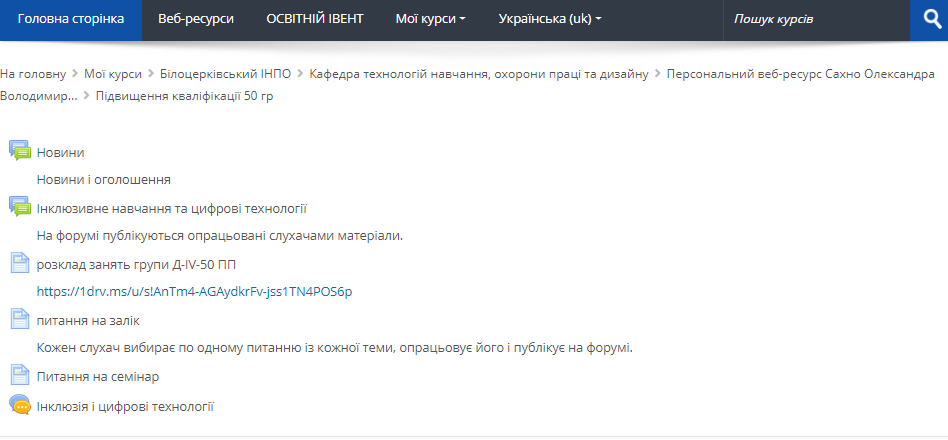 Головна сторінка Веб-ресурси ОСВІТНІЙ ІВЕНТ Мої курси Українська (uk) Пошук курсів
На головну Мої курси Білоцерківський ІНПО Кафедра технологій навчання, охорони праці та дизайну Персональний веб-ресурс Сахно Олександра
Володимир... Підвищення кваліфікації 50 гр
Новини
Новини і оголошення
Інклюзивне навчання та цифрові технології
На форумі публікуються опрацьовані слухачами матеріали.
розклад занять групи Д-IV-50 ПП
https://1drv.ms/u/s!AnTm4-AGAydkrFv-jss1TN4POS6p
питання на залік
Кожен слухач вибирає по одному питанню із кожної теми, опрацьовує його і публікує на форумі.
Питання на семінар
Інклюзія і цифрові технології